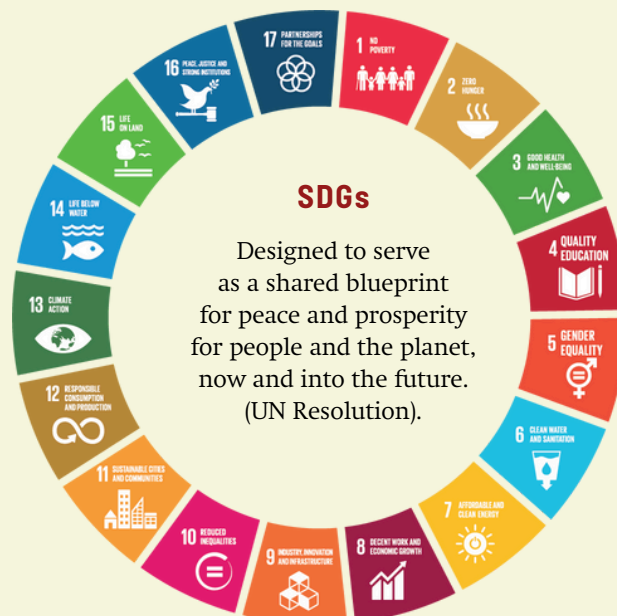 SDGs
Designed to serve
as a shared blueprint
for peace and prosperity
for people and the planet,
now and into the future.
(UN Resolution).
1 NO
POVERTY
2 ZERO
HUNGER
3 GOOD HEALTH
AND WELL-BEING
4 QUALITY
EDUCATION
5 GENDER
EQUALITY
6 CLEAN WATER
AND SANITATION
7 AFFORDABLE AND
CLEAN ENERGY
8 DECENT WORK AND
ECONOMIC GROWTH
9 INDUSTRY, INNOVATION
AND INFRASTRUCTURE
10 REDUCED
INEQUALITIES
11 SUSTAINABLE CITIES
AND COMMUNITIES
12 RESPONSIBLE
CONSUMPTION
AND PRODUCTION
13 CLIMATE
ACTION
14 LIFE BELOW
WATER
15 LIFE
ON LAND
16 PEACE, JUSTICE AND
STRONG INSTITUTIONS
17 PARTNERSHIPS
FOR THE GOALS